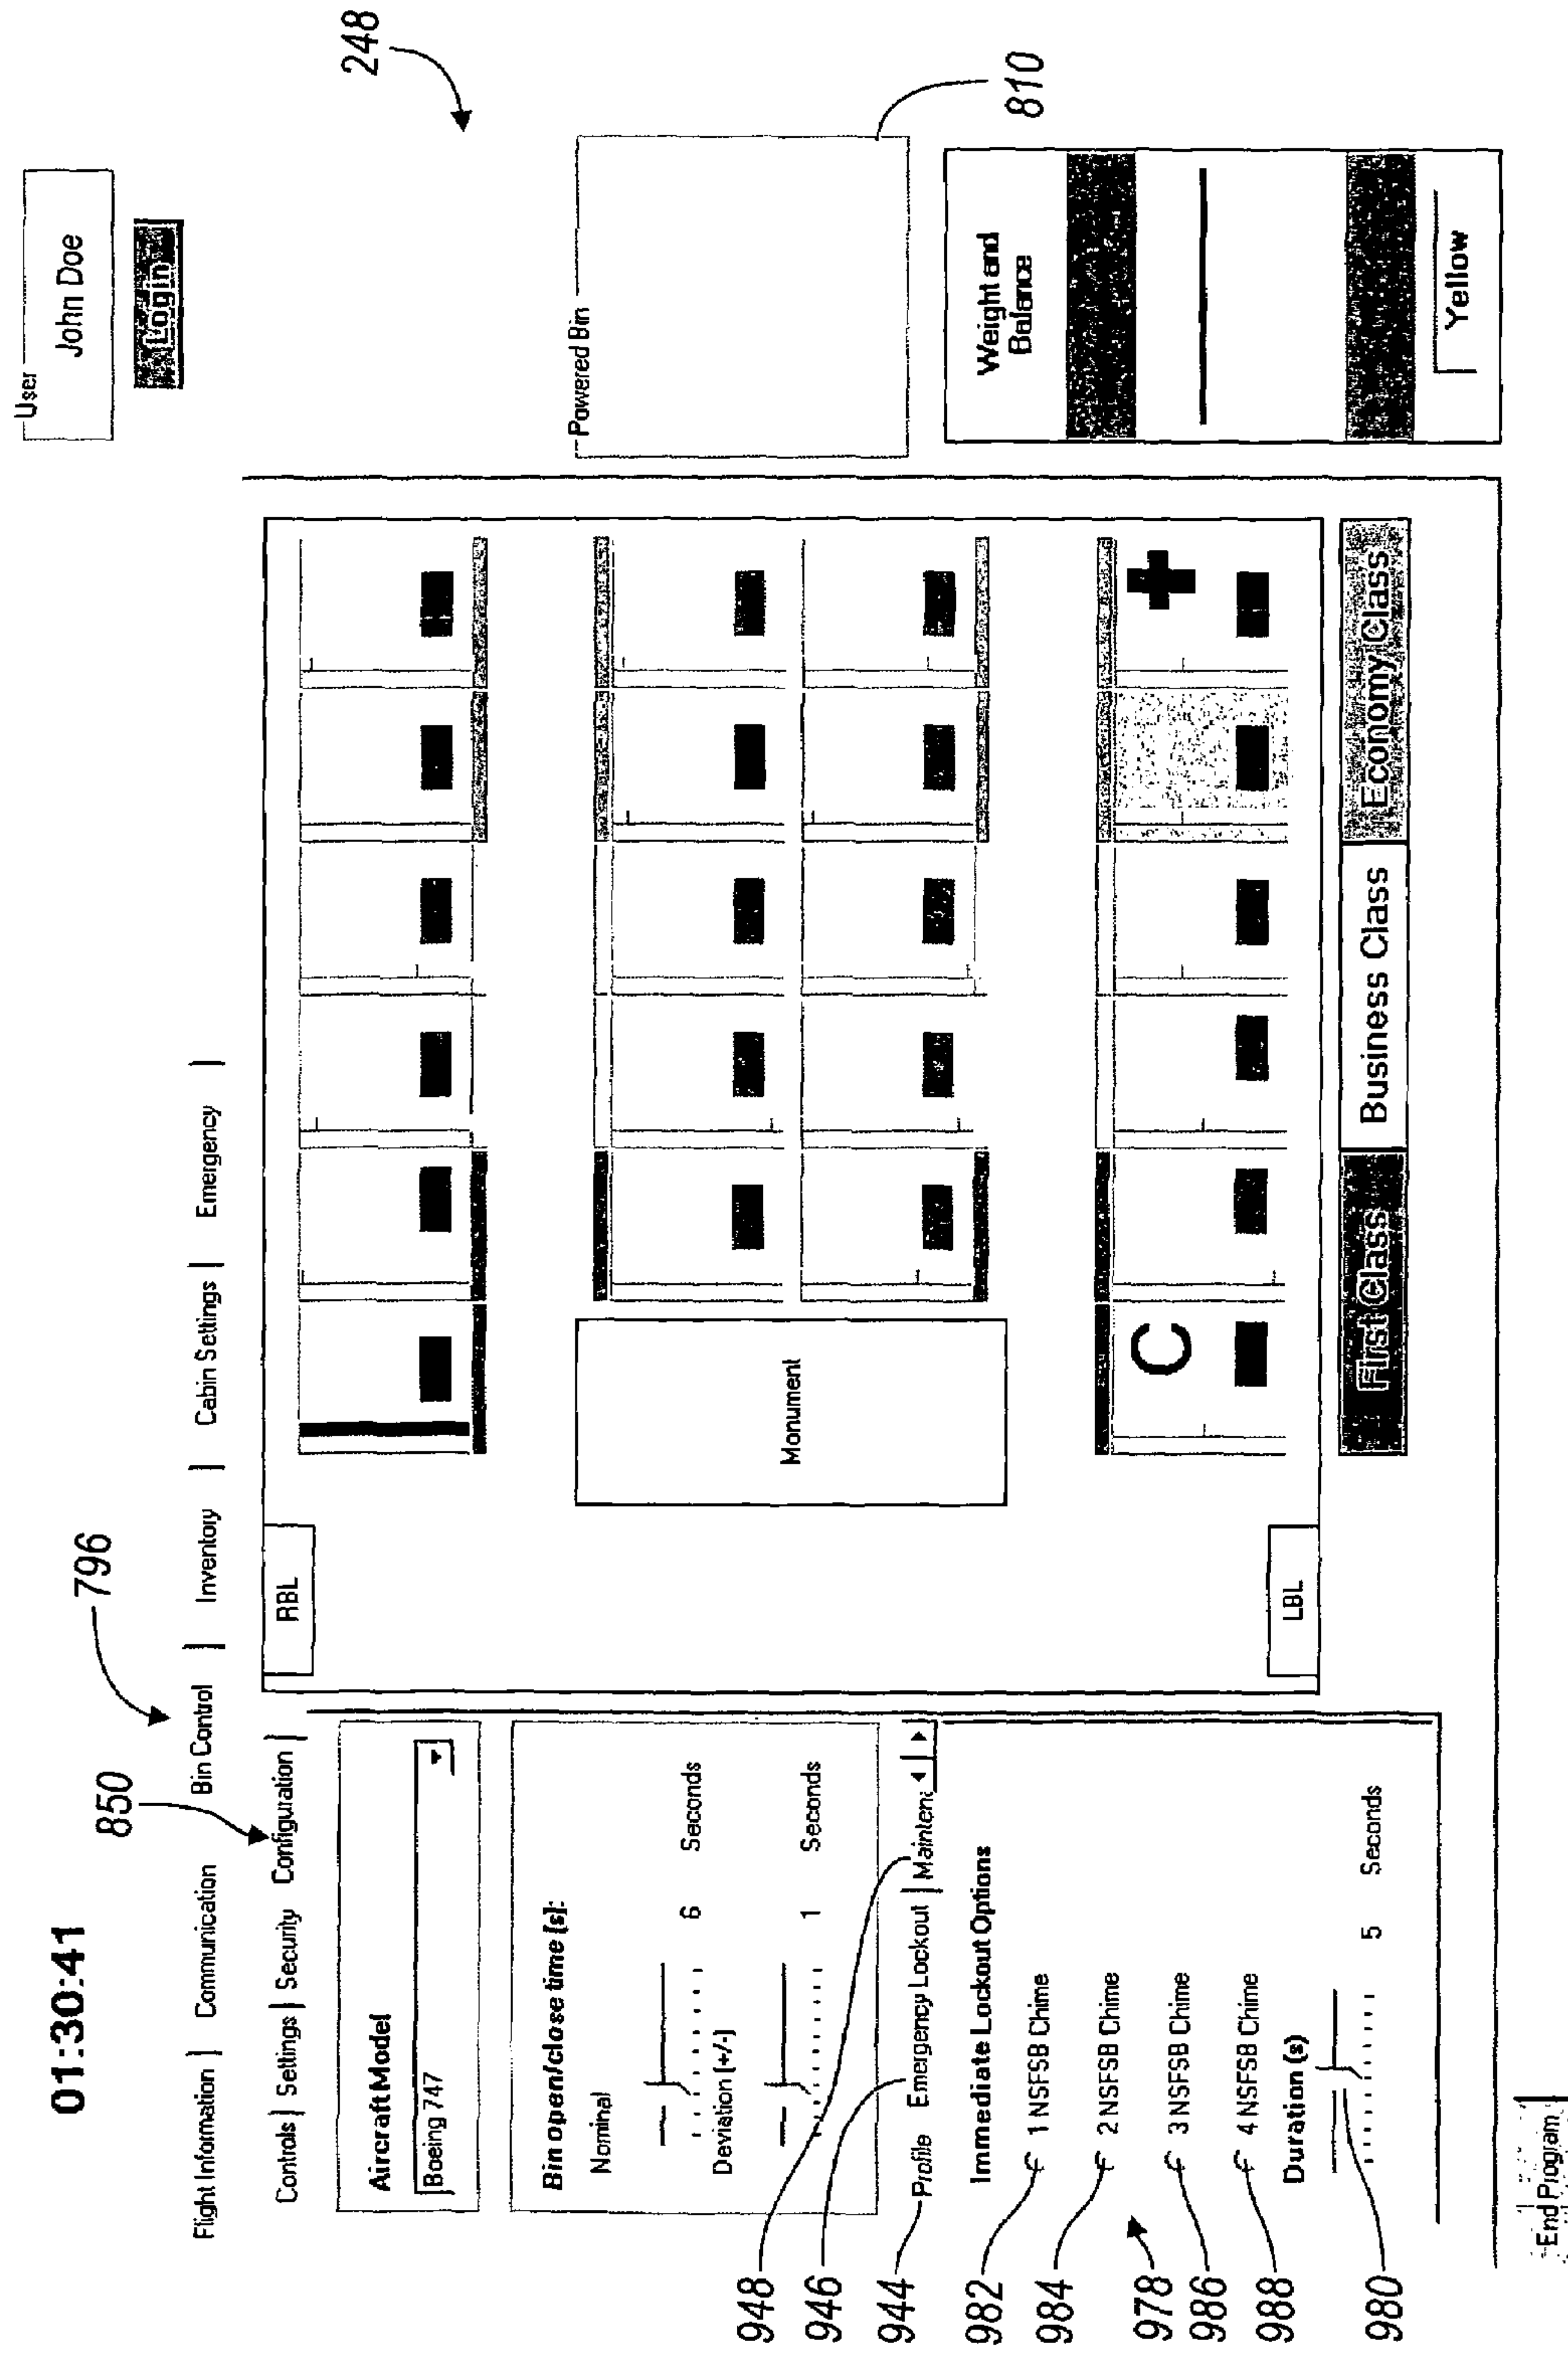 01:30:41
User
John Doe
Login
796
850
248
Flight Information | Communication Bin Control | Inventory | Cabin Settings | Emergency |
Controls | Settings | Security Configuration |
Aircraft Model
Boeing 747
Bin open/close time [s]:
Nominal
6 Seconds
Deviation [+/-]
1 Seconds
948
946
944
Profile Emergency Lockout | Mainten
Immediate Lockout Options
982
1 NSFSB Chime
984
2 NSFSB Chime
978
986
3 NSFSB Chime
988
4 NSFSB Chime
Duration (s)
980
5 Seconds
RBL
Monument
C
LBL
First Class
Business Class
Economy Class
Powered Bin
810
Weight and
Balance
Yellow
End Program